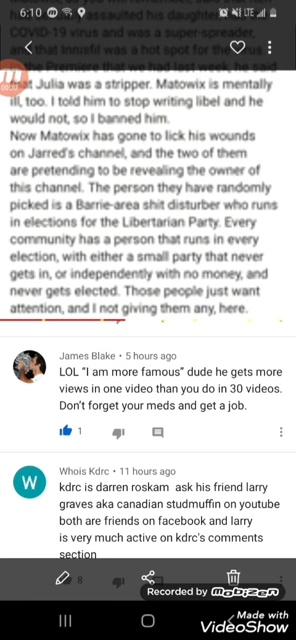 6:10
assaulted his daughter
COVID-19 virus and was a super-spreader,
and that Innisfil was a hot spot for the virus.
the Premiere that we had last week, he said
that Julia was a stripper. Matowix is mentally
ill, too. I told him to stop writing libel and he
would not, so I banned him.
Now Matowix has gone to lick his wounds
on Jarred's channel, and the two of them
are pretending to be revealing the owner of
this channel. The person they have randomly
picked is a Barrie-area shit disturber who runs
in elections for the Libertarian Party. Every
community has a person that runs in every
election, with either a small party that never
gets in, or independently with no money, and
never gets elected. Those people just want
attention, and I not giving them any, here.
James Blake • 5 hours ago
LOL "I am more famous" dude he gets more
views in one video than you do in 30 videos.
Don't forget your meds and get a job.
1
W
Whois Kdrc • 11 hours ago
kdrc is darren roskam ask his friend larry
graves aka canadian studmuffin on youtube
both are friends on facebook and larry
is very much active on kdrc's comments
section
8
Recorded by Mobizen
Made with
VideoShow